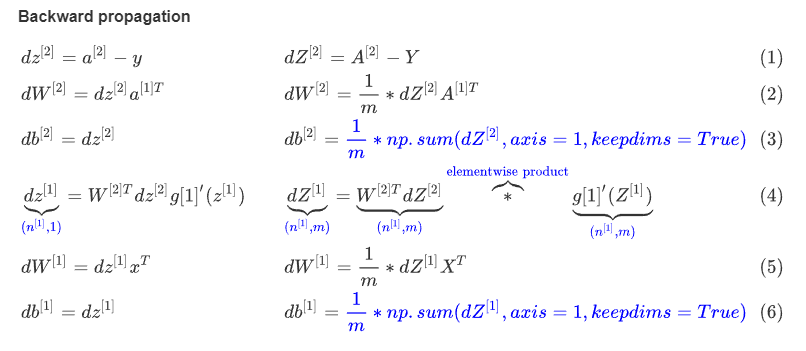 Backward propagation
dz^{[2]} = a^{[2]} − y    dZ^{[2]} = A^{[2]} − Y    (1)
dW^{[2]} = dz^{[2]}a^{[1]T}    dW^{[2]} = \frac{1}{m} ∗ dZ^{[2]}A^{[1]T}    (2)
db^{[2]} = dz^{[2]}    db^{[2]} = \frac{1}{m} ∗ np.sum(dZ^{[2]}, axis = 1, keepdims = True)    (3)
elementwise product
dz^{[1]} = W^{[2]T}dz^{[2]}g[1]′(z^{[1]})    dZ^{[1]} = W^{[2]T}dZ^{[2]} ∗ g[1]′(Z^{[1]})    (4)
(n^{[1]},1)    (n^{[1]},m)    (n^{[1]},m)    (n^{[1]},m)
dW^{[1]} = dz^{[1]}x^{T}    dW^{[1]} = \frac{1}{m} ∗ dZ^{[1]}X^{T}    (5)
db^{[1]} = dz^{[1]}    db^{[1]} = \frac{1}{m} ∗ np.sum(dZ^{[1]}, axis = 1, keepdims = True)    (6)